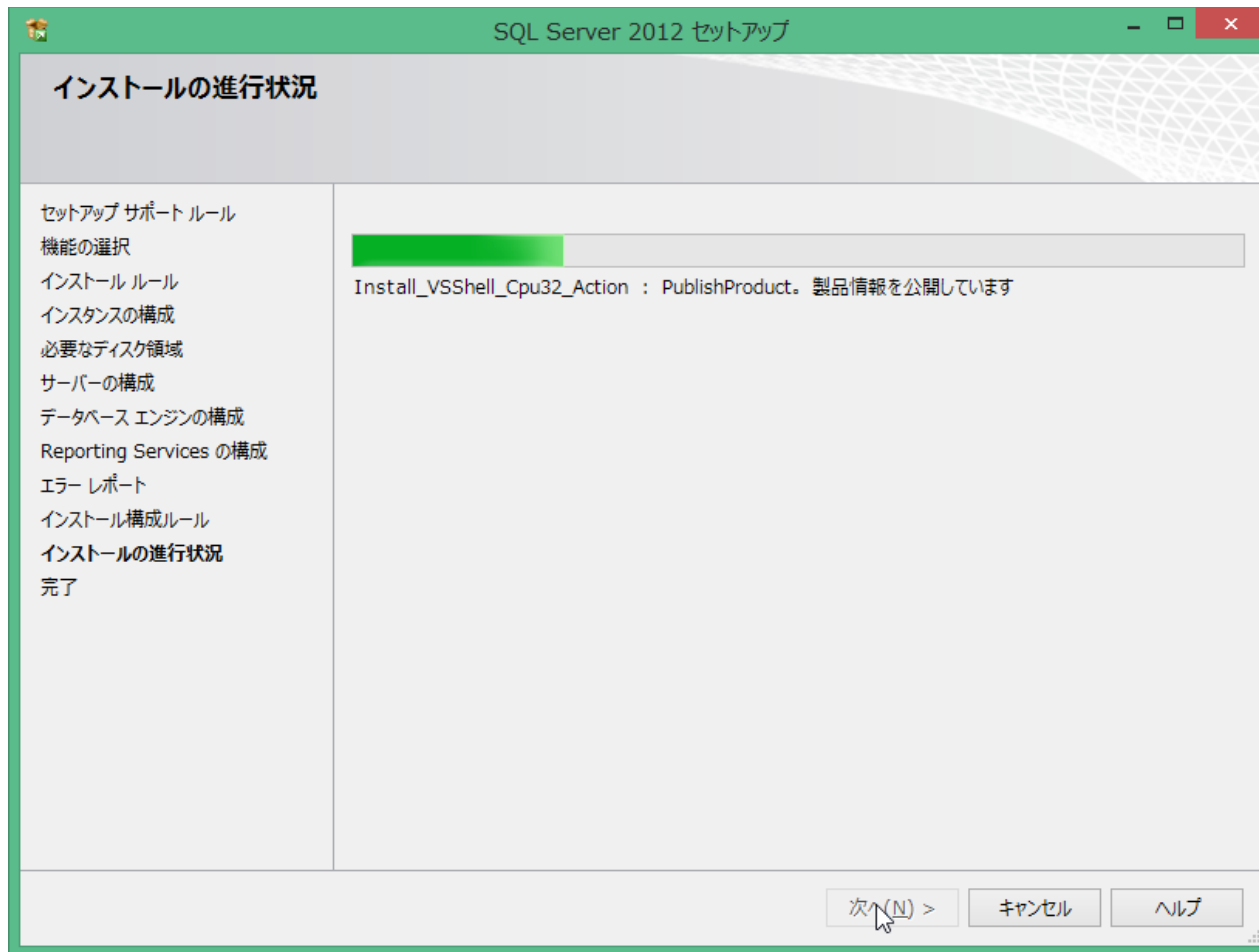 SQL Server 2012 セットアップ
インストールの進行状況
セットアップ サポート ルール
機能の選択
インストール ルール
インスタンスの構成
必要なディスク領域
サーバーの構成
データベース エンジンの構成
Reporting Services の構成
エラー レポート
インストール構成ルール
インストールの進行状況
完了
Install_VSShell_Cpu32_Action : PublishProduct。製品情報を公開しています
次へ(N) >
キャンセル
ヘルプ